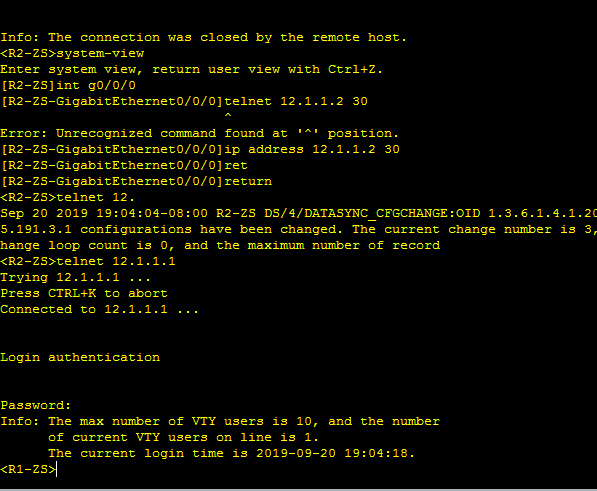 Info: The connection was closed by the remote host.
<R2-ZS>system-view
Enter system view, return user view with Ctrl+Z.
[R2-ZS]int g0/0/0
[R2-ZS-GigabitEthernet0/0/0]telnet 12.1.1.2 30
^
Error: Unrecognized command found at '^' position.
[R2-ZS-GigabitEthernet0/0/0]ip address 12.1.1.2 30
[R2-ZS-GigabitEthernet0/0/0]ret
[R2-ZS-GigabitEthernet0/0/0]return
<R2-ZS>telnet 12.
Sep 20 2019 19:04:04-08:00 R2-ZS DS/4/DATASYNC_CFGCHANGE:OID 1.3.6.1.4.1.20
5.191.3.1 configurations have been changed. The current change number is 3,
hange loop count is 0, and the maximum number of record
<R2-ZS>telnet 12.1.1.1
Trying 12.1.1.1 ...
Press CTRL+K to abort
Connected to 12.1.1.1 ...
Login authentication
Password:
Info: The max number of VTY users is 10, and the number
of current VTY users on line is 1.
The current login time is 2019-09-20 19:04:18.
<R1-ZS>